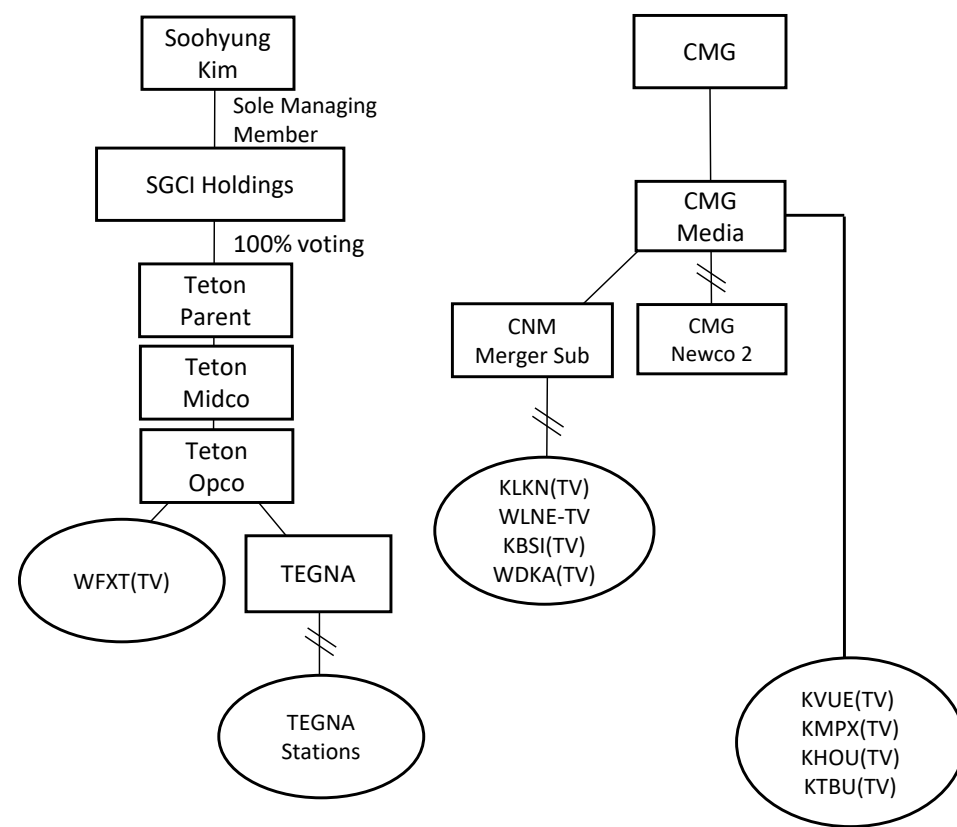 Soohyung
Kim
Sole Managing
Member
SGCI Holdings
100% voting
Teton
Parent
Teton
Midco
Teton
Opco
WFXT(TV)
TEGNA
TEGNA
Stations
CMG
CMG
Media
CNM
Merger Sub
CMG
Newco 2
KLKN(TV)
WLNE-TV
KBSI(TV)
WDKA(TV)
KVUE(TV)
KMPX(TV)
KHOU(TV)
KTBU(TV)